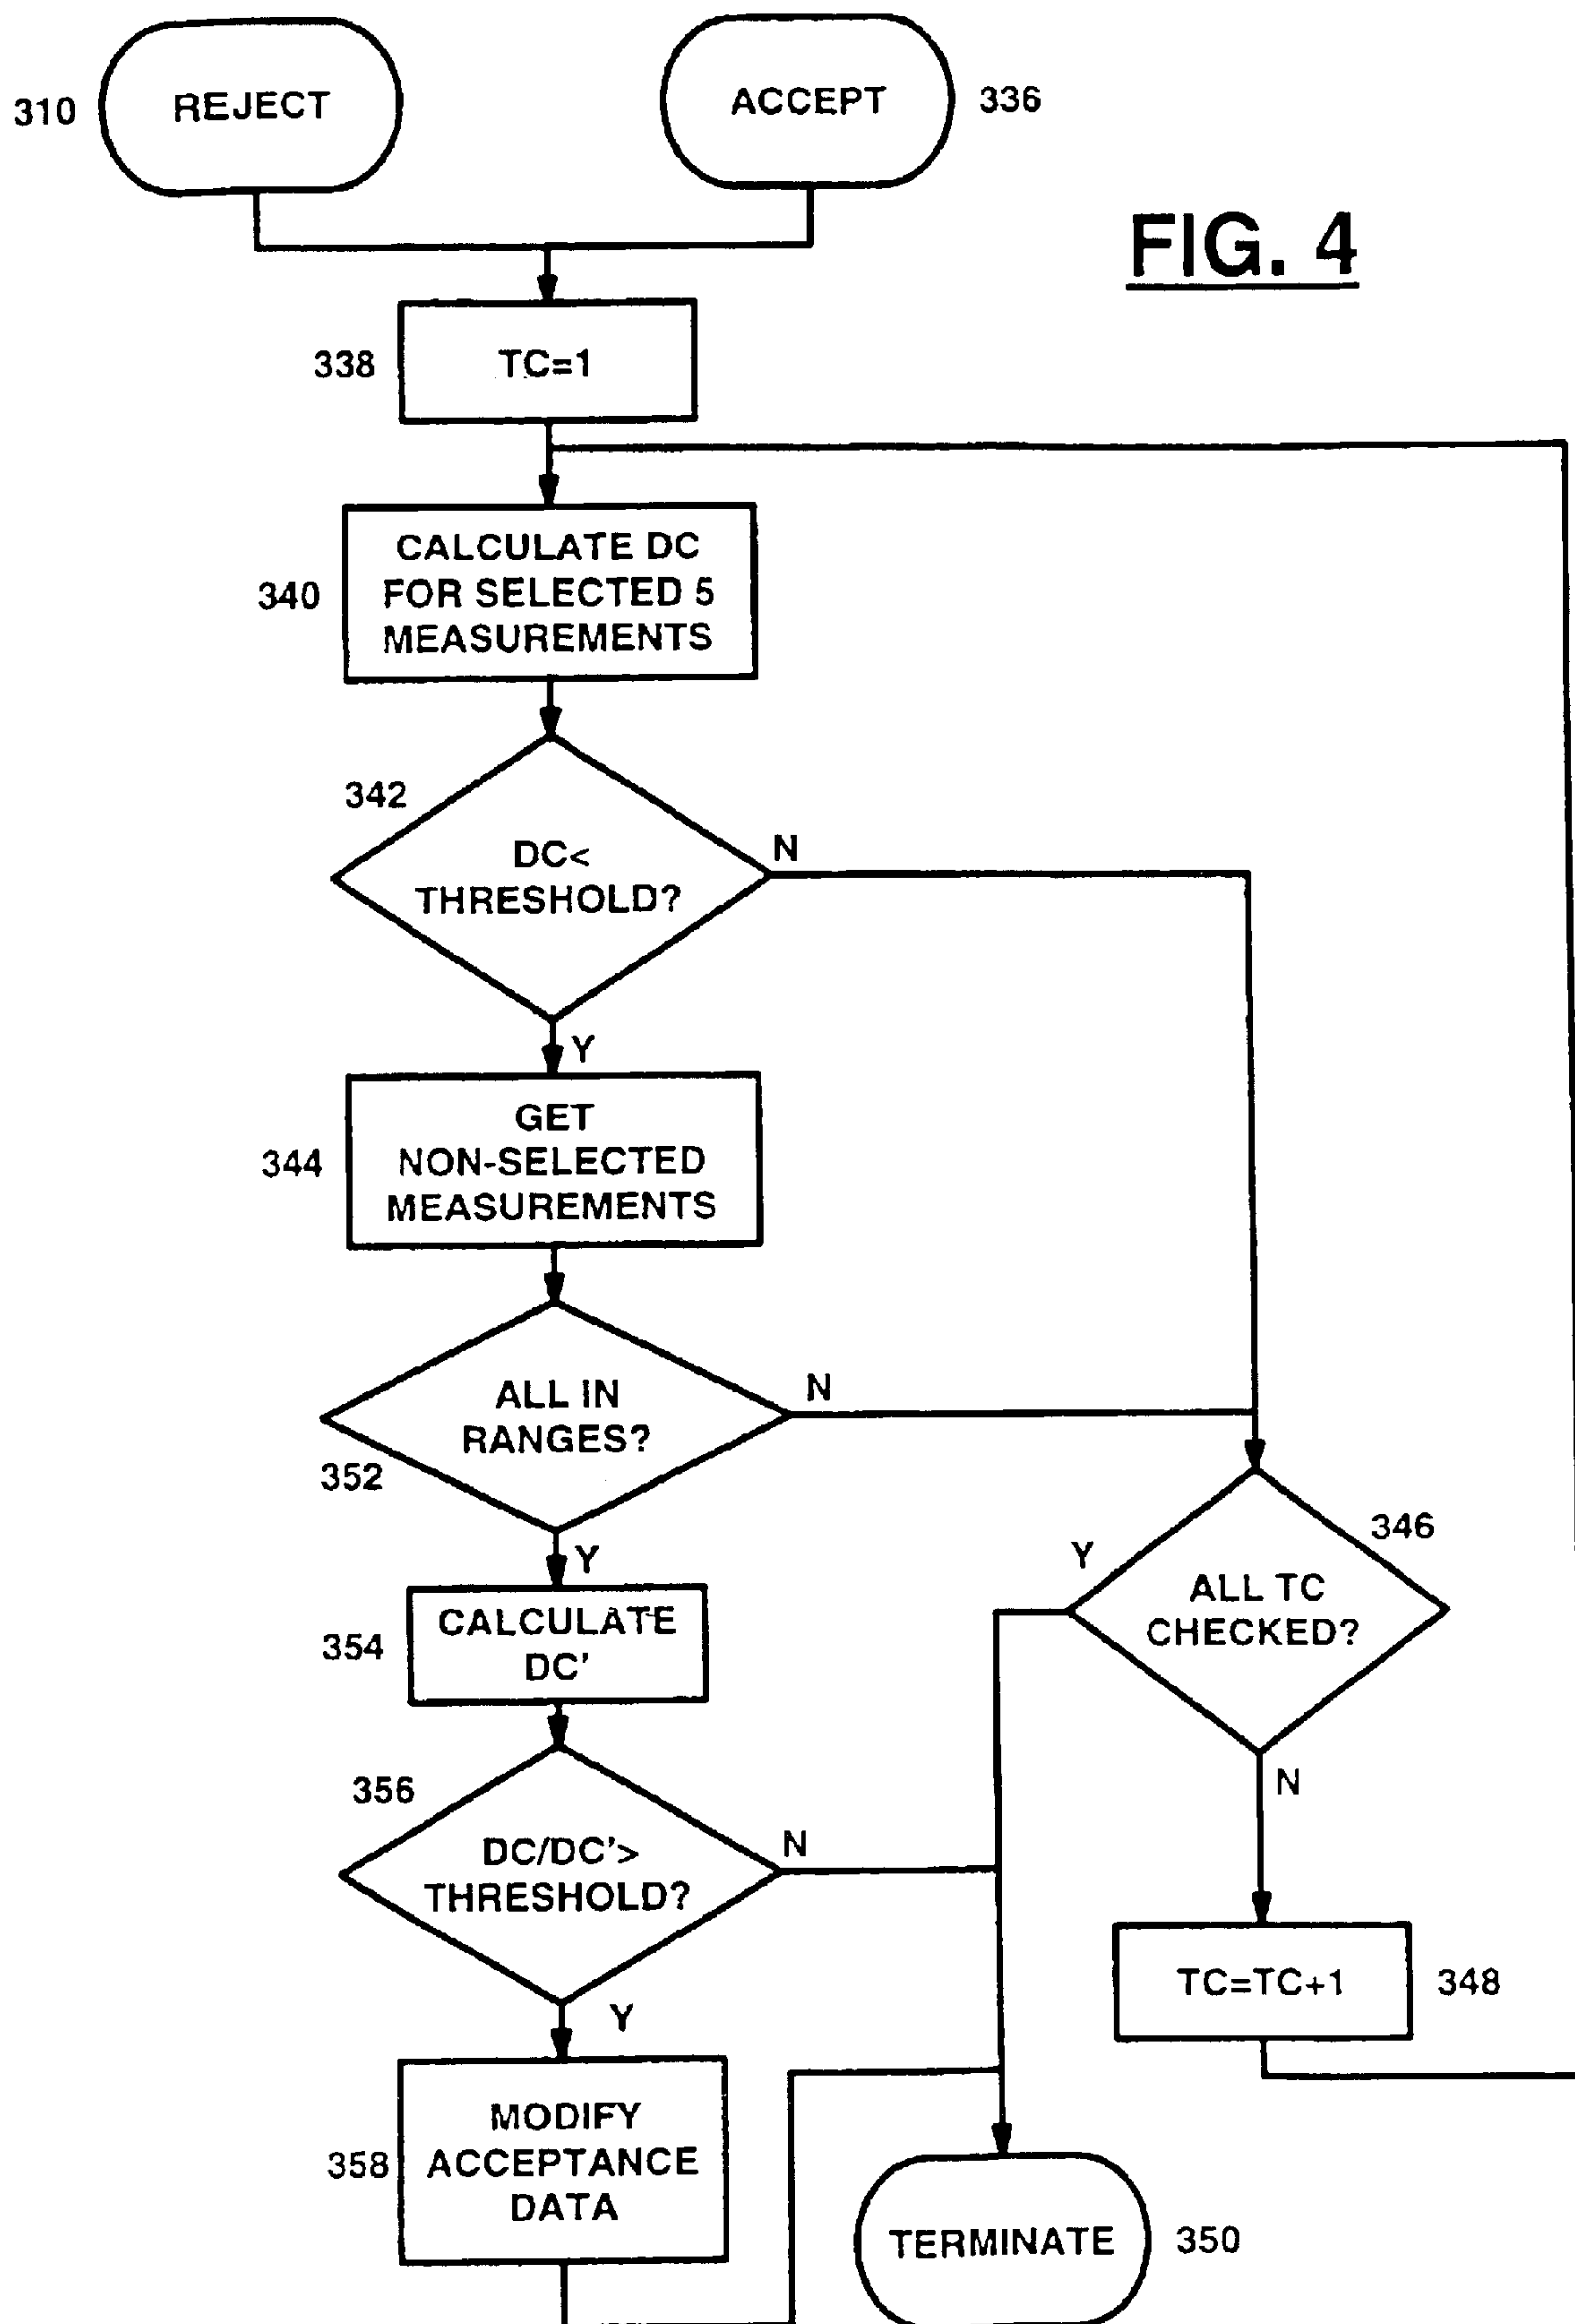 310
REJECT
ACCEPT
336
FIG. 4
338
TC=1
340
CALCULATE DC
FOR SELECTED 5
MEASUREMENTS
342
DC<
THRESHOLD?
N
Y
344
GET
NON-SELECTED
MEASUREMENTS
ALL IN
RANGES?
N
352
Y
346
Y
ALL TC
CHECKED?
354
CALCULATE
DC'
N
356
DC/DC'>
THRESHOLD?
N
TC=TC+1
348
Y
358
MODIFY
ACCEPTANCE
DATA
TERMINATE
350